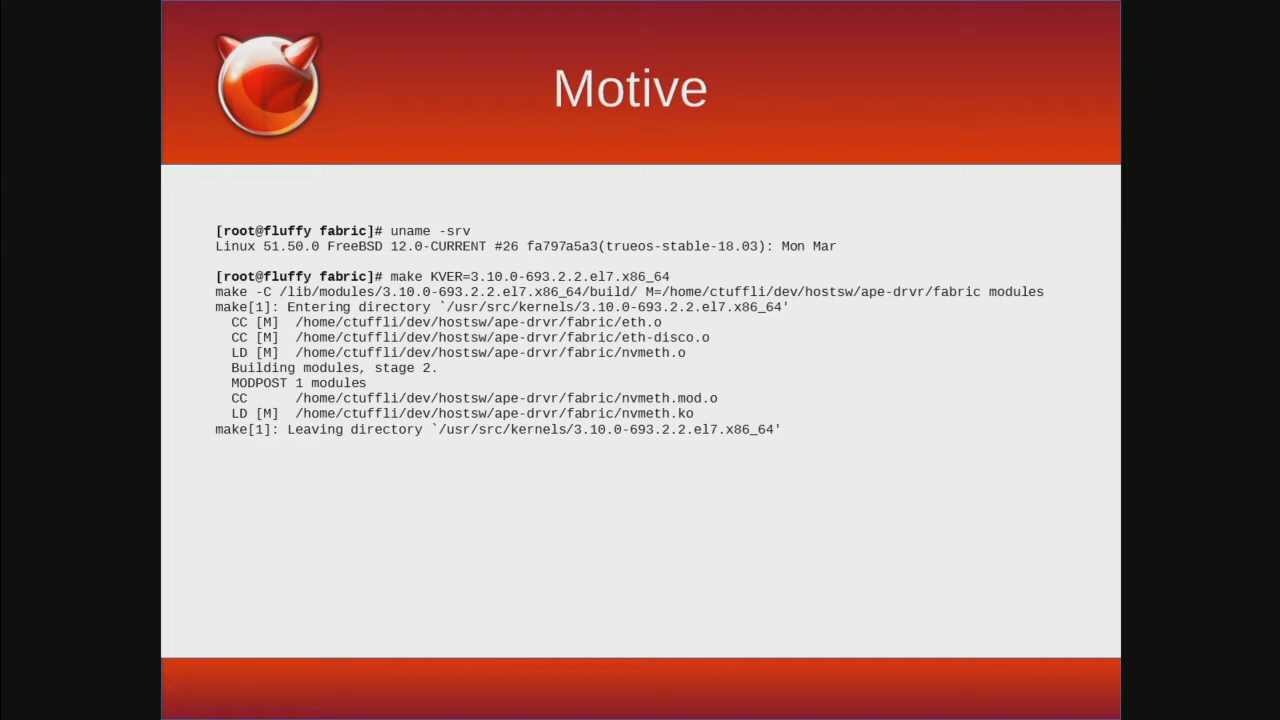 Motive
[root@fluffy fabric]# uname -srv
Linux 51.50.0 FreeBSD 12.0-CURRENT #26 fa797a5a3(trueos-stable-18.03): Mon Mar
[root@fluffy fabric]# make KVER=3.10.0-693.2.2.el7.x86_64
make -C /lib/modules/3.10.0-693.2.2.el7.x86_64/build/ M=/home/ctuffli/dev/hostsw/ape-drvr/fabric modules
make[1]: Entering directory `/usr/src/kernels/3.10.0-693.2.2.el7.x86_64'
CC [M]  /home/ctuffli/dev/hostsw/ape-drvr/fabric/eth.o
CC [M]  /home/ctuffli/dev/hostsw/ape-drvr/fabric/eth-disco.o
LD [M]  /home/ctuffli/dev/hostsw/ape-drvr/fabric/nvmeth.o
Building modules, stage 2.
MODPOST 1 modules
CC      /home/ctuffli/dev/hostsw/ape-drvr/fabric/nvmeth.mod.o
LD [M]  /home/ctuffli/dev/hostsw/ape-drvr/fabric/nvmeth.ko
make[1]: Leaving directory `/usr/src/kernels/3.10.0-693.2.2.el7.x86_64'